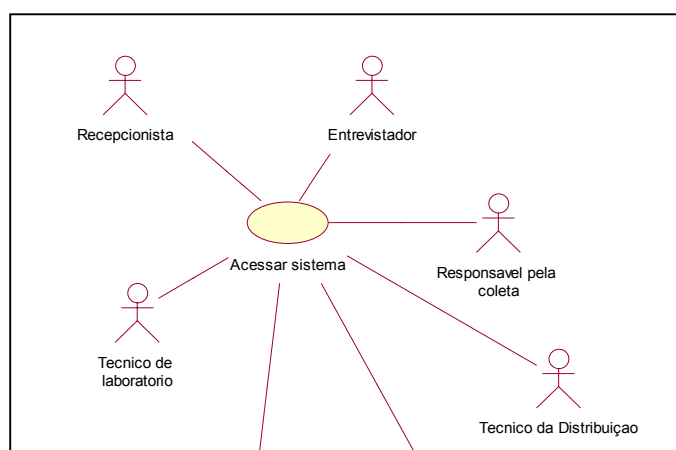 Recepcionista
Entrevistador
Acessar sistema
Responsavel pela
coleta
Tecnico de
laboratorio
Tecnico da Distribuiçao